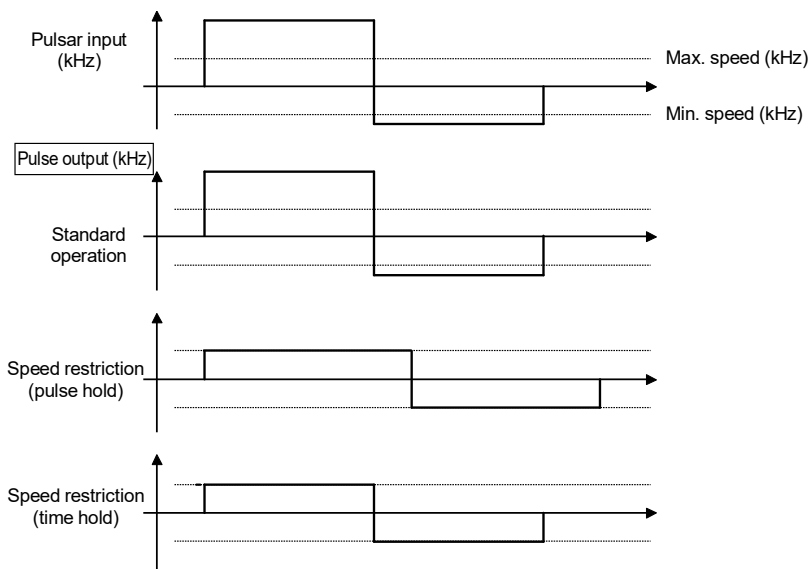 Pulsar input
(kHz)
Max. speed (kHz)
Min. speed (kHz)
Pulse output (kHz)
Standard
operation
Speed restriction
(pulse hold)
Speed restriction
(time hold)